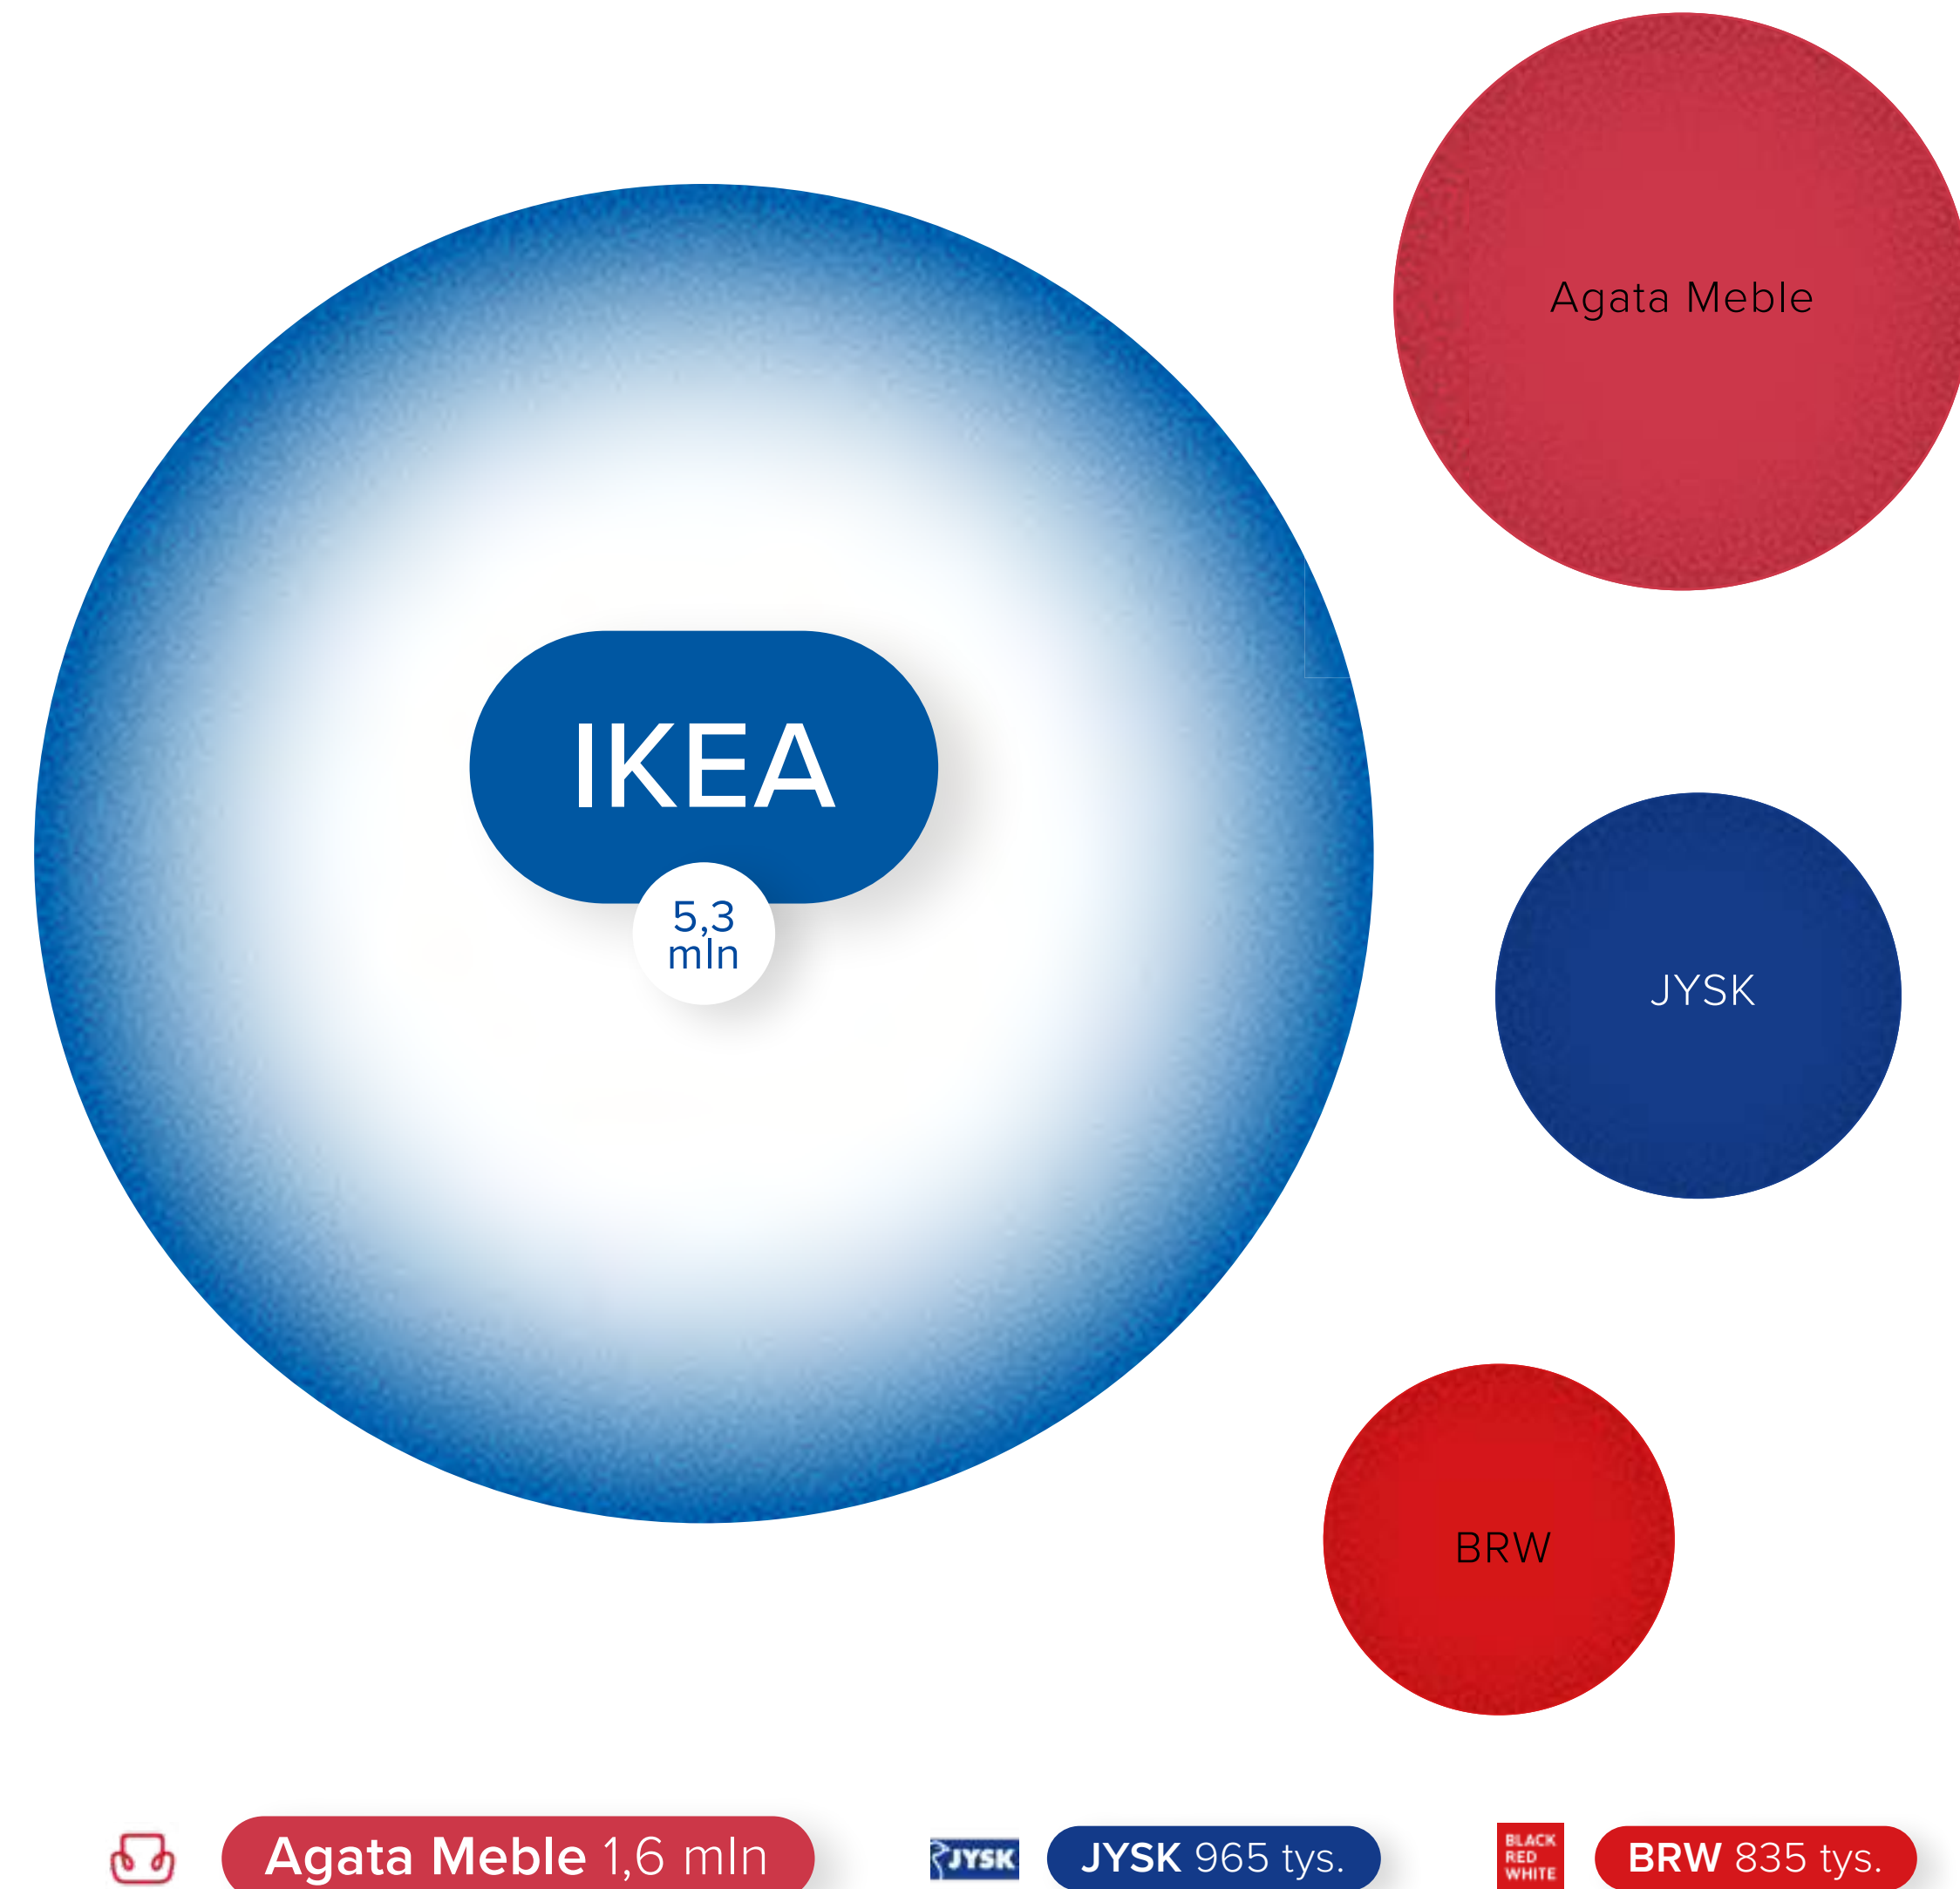 Agata Meble
IKEA
5,3
mln
JYSK
BRW
Agata Meble 1,6 mln
JYSK
JYSK 965 tys.
BLACK
RED
WHITE
BRW 835 tys.